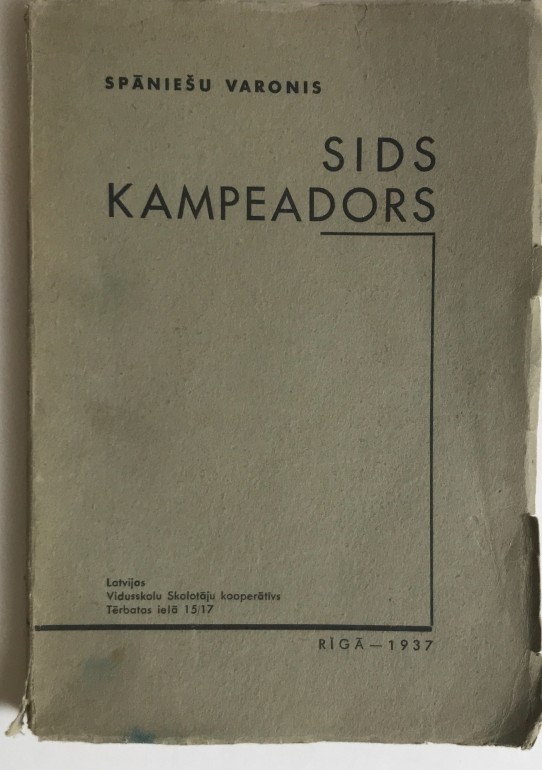 SPĀNIEŠU VARONIS
SIDS
KAMPEADORS
Latvijas
Vidusskolu Skolotāju kooperātīvs
Tērbatas ielā 15/17
RĪGĀ—1937